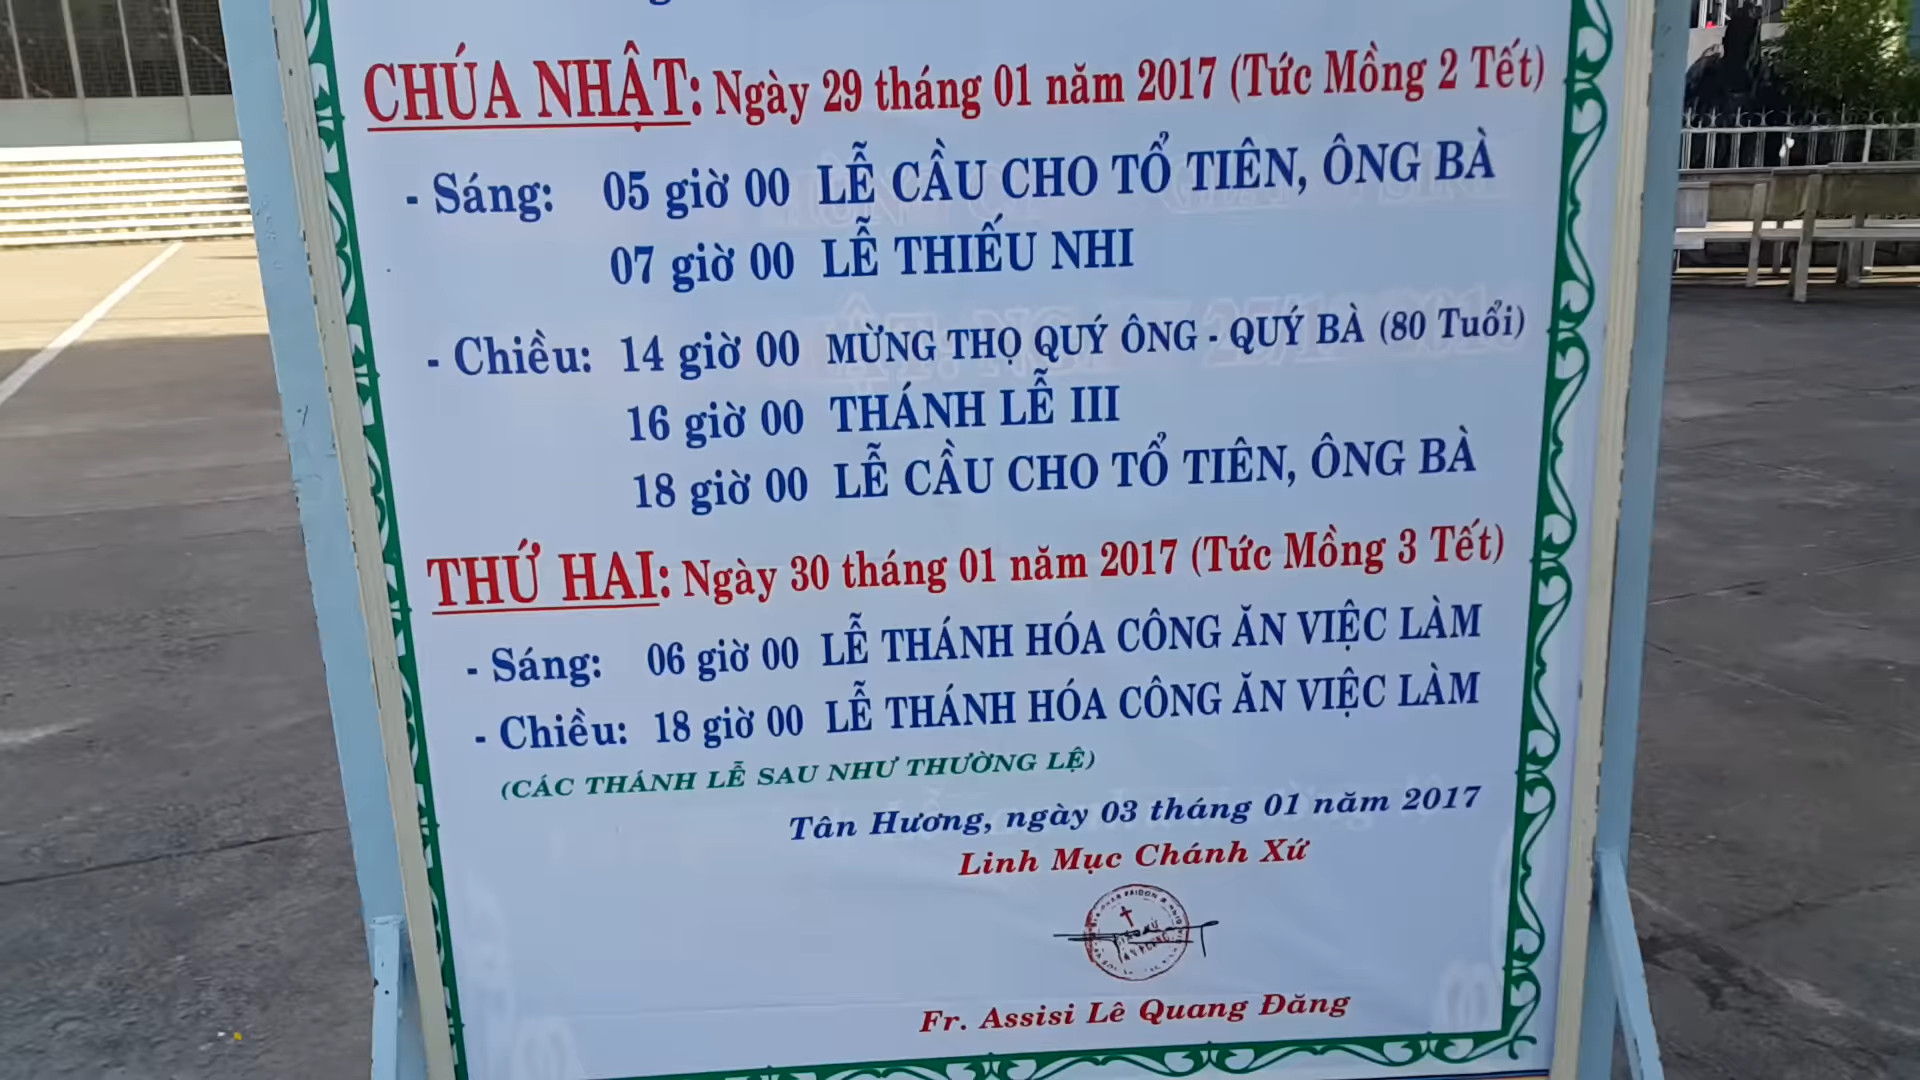 CHÚA NHẬT: Ngày 29 tháng 01 năm 2017 (Tức Mồng 2 Tết)
- Sáng: 05 giờ 00 LỄ CẦU CHO TỔ TIÊN, ÔNG BÀ
07 giờ 00 LỄ THIẾU NHI
- Chiều: 14 giờ 00 MỪNG THỌ QUÝ ÔNG - QUÝ BÀ (80 Tuổi)
16 giờ 00 THÁNH LỄ III
18 giờ 00 LỄ CẦU CHO TỔ TIÊN, ÔNG BÀ
THỨ HAI: Ngày 30 tháng 01 năm 2017 (Tức Mồng 3 Tết)
- Sáng: 06 giờ 00 LỄ THÁNH HÓA CÔNG ĂN VIỆC LÀM
- Chiều: 18 giờ 00 LỄ THÁNH HÓA CÔNG ĂN VIỆC LÀM
(CÁC THÁNH LỄ SAU NHƯ THƯỜNG LỆ)
Tân Hương, ngày 03 tháng 01 năm 2017
Linh Mục Chánh Xứ
Fr. Assisi Lê Quang Đăng